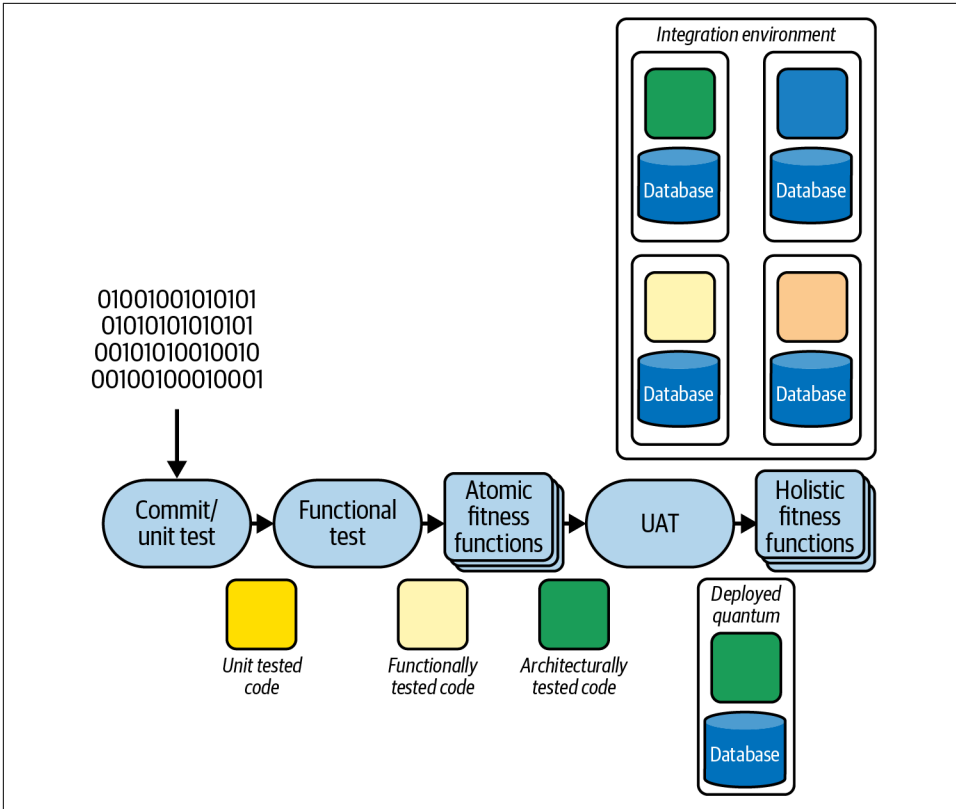 Integration environment
Database
Database
Database
Database
01001001010101
01010101010101
00101010010010
00100100010001
Commit/
unit test
Functional
test
Atomic
fitness
functions
UAT
Holistic
fitness
functions
Unit tested
code
Functionally
tested code
Architecturally
tested code
Deployed
quantum
Database